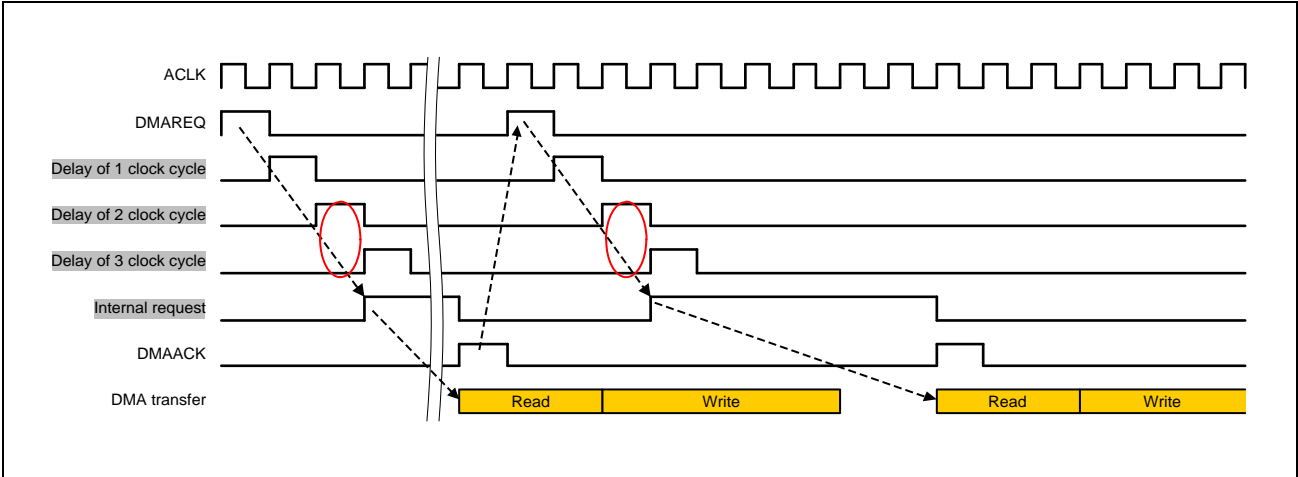 ACLK
DMAREQ
Delay of 1 clock cycle
Delay of 2 clock cycle
Delay of 3 clock cycle
Internal request
DMAACK
DMA transfer Read Write Read Write